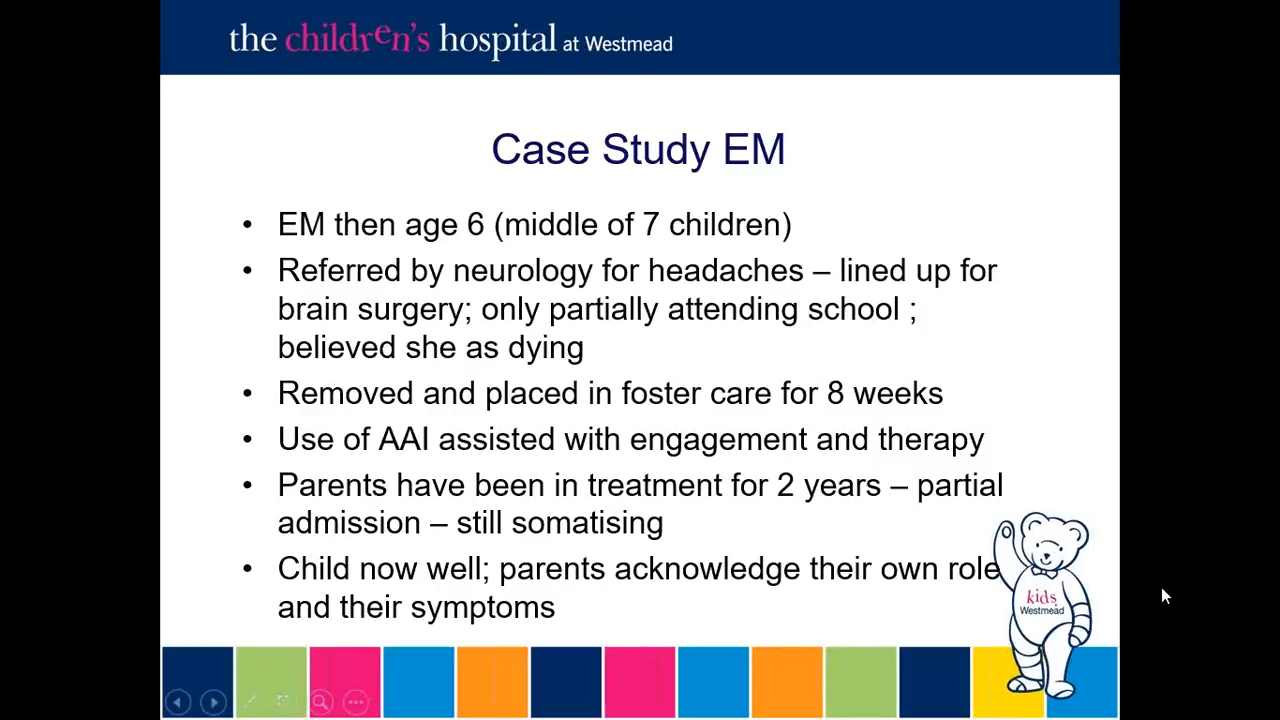 the children's hospital at Westmead
Case Study EM
• EM then age 6 (middle of 7 children)
• Referred by neurology for headaches – lined up for
brain surgery; only partially attending school ;
believed she as dying
• Removed and placed in foster care for 8 weeks
• Use of AAI assisted with engagement and therapy
• Parents have been in treatment for 2 years – partial
admission – still somatising
• Child now well; parents acknowledge their own role
and their symptoms
kids
Westmead